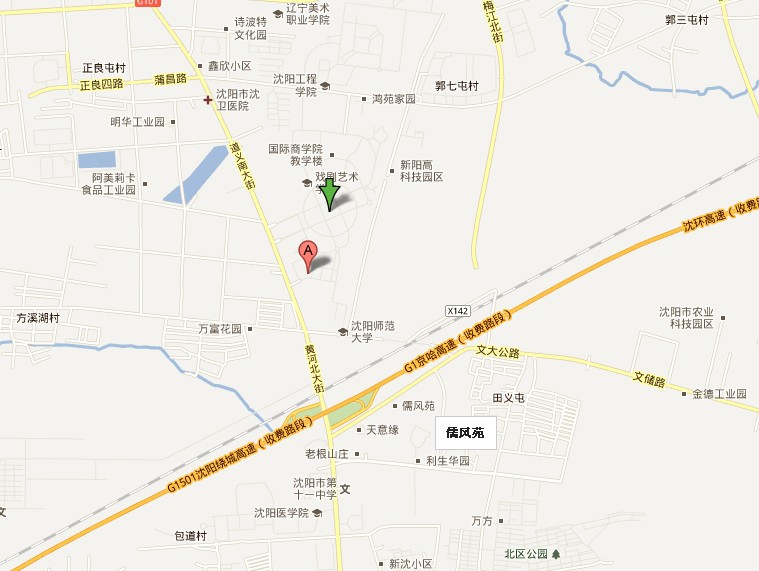 G101
辽宁美术
职业学院
诗波特
文化园
梅江北街
郭三屯村
正良屯村
鑫欣小区
正良四路
蒲昌路
沈阳工程
学院
郭七屯村
沈阳市沈
卫医院
鸿苑家园
明华工业园
道义南大街
国际商学院
教学楼
新阳高
科技园区
阿美莉卡
食品工业园
戏剧艺术
学
沈环高速（收费路
A
方溪湖村
万富花园
沈阳师范
大学
X142
沈阳市农业
科技园区
黄河北大街
G1京哈高速（收费路段）
文大公路
文储路
金德工业园
儒风苑
田义屯
天意缘
儒风苑
G1501沈阳绕城高速（收费路段）
老根山庄
利生华园
沈阳市第
十一中学
文
沈阳医学院
文
万方
包道村
北区公园
新沈小区